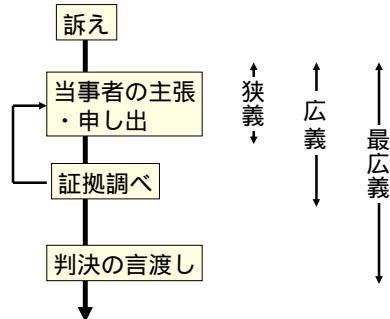 訴え
当事者の主張
・申し出
証拠調べ
判決の言渡し
狭義
広義
最広義